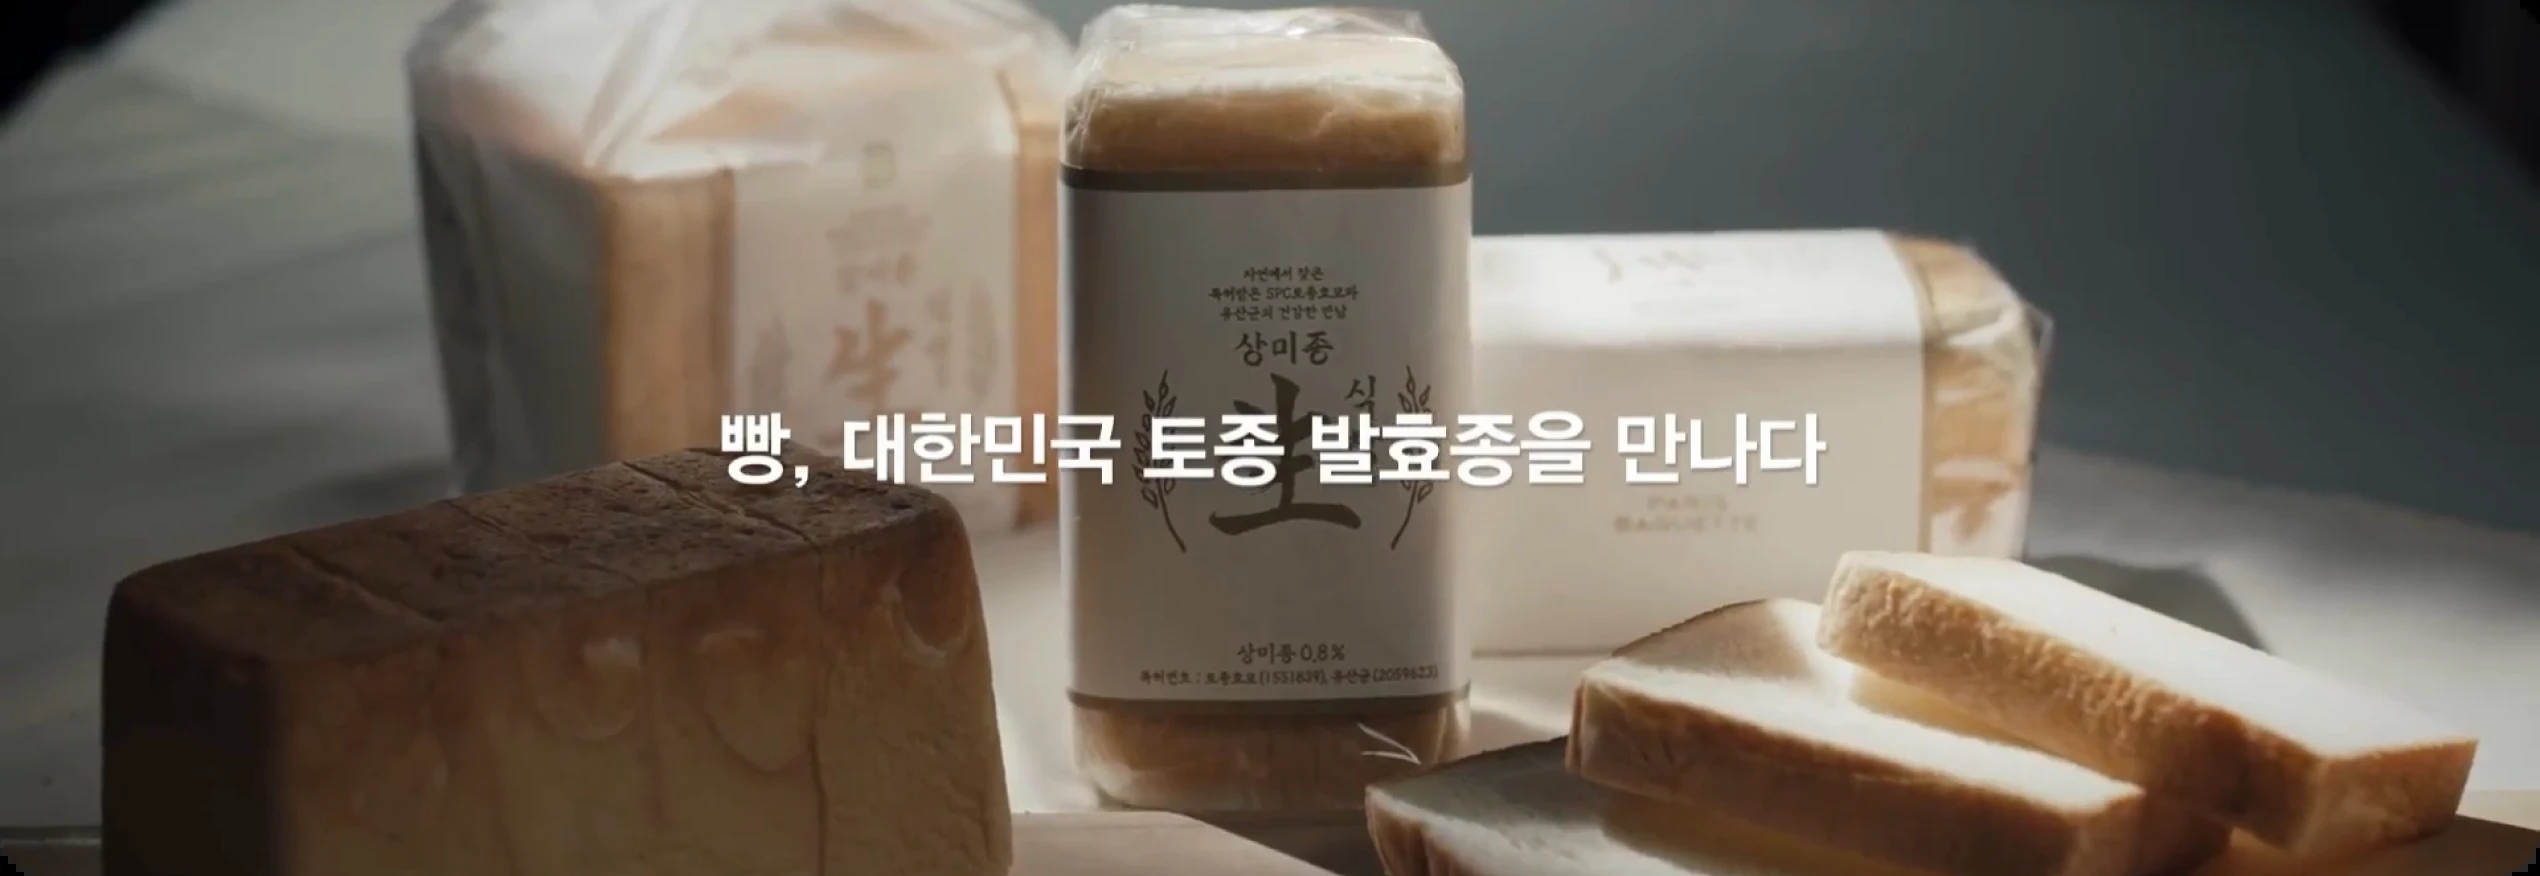 자연에서 찾은
특허받은 SPC토종효모와
유산균의 건강한 만남
상미종
生
식
빵, 대한민국 토종 발효종을 만나다
PARIS
BAGUETTE
상미종 0.8%
특허번호 : 토종효모(1551839), 유산균(2059623)
生